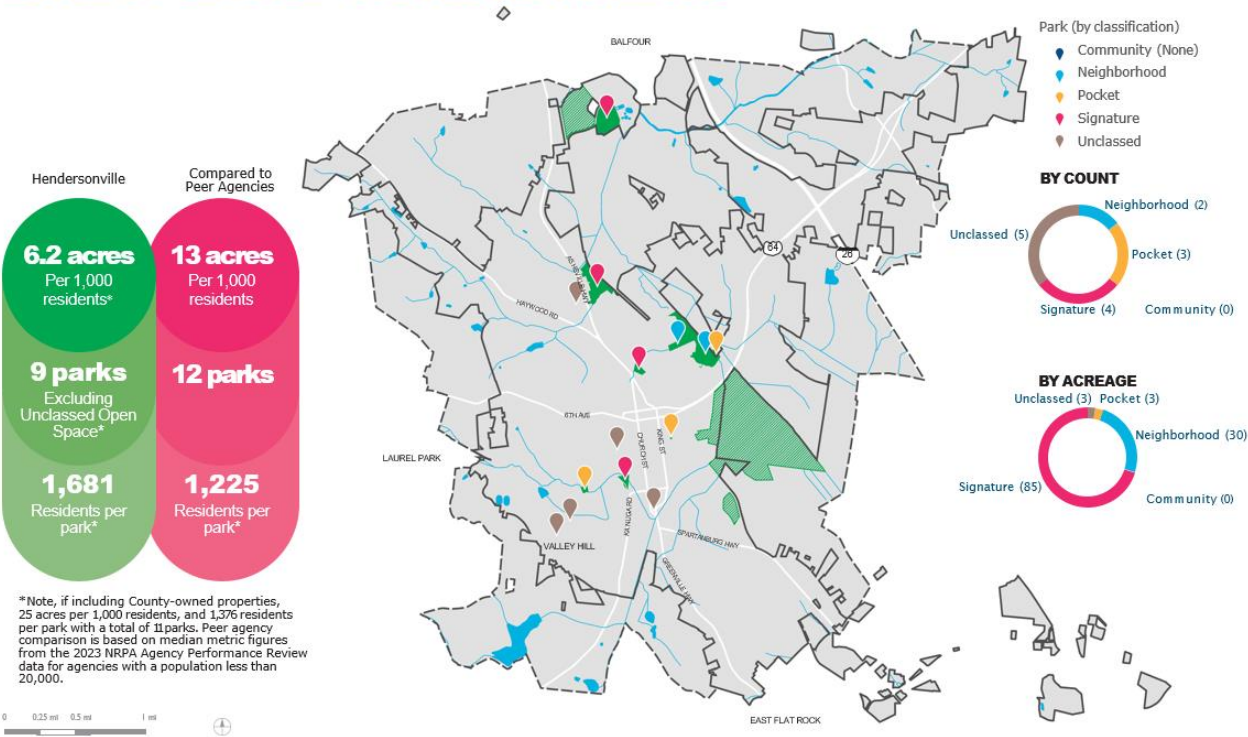 Hendersonville
6.2 acres
Per 1,000
residents*
9 parks
Excluding
Unclassed Open
Space*
1,681
Residents per
park*
Compared to
Peer Agencies
13 acres
Per 1,000
residents
12 parks
1,225
Residents per
park*
*Note, if including County-owned properties,
25 acres per 1,000 residents, and 1,376 residents
per park with a total of 11parks. Peer agency
comparison is based on median metric figures
from the 2023 NRPA Agency Performance Review
data for agencies with a population less than
20,000.
0 0.25 mi 0.5 mi 1 mi
BALFOUR
64
26
ASHEVILLE HWY
HAYWOOD RD
6TH AVE
KING ST
CHURCH ST
LAUREL PARK
KANUGA RD
VALLEY HILL
SPARTANBURG HWY
GREENVILLE HWY
EAST FLAT ROCK
Park (by classification)
Community (None)
Neighborhood
Pocket
Signature
Unclassed
BY COUNT
Neighborhood (2)
Unclassed (5)
Pocket (3)
Signature (4)
Community (0)
BY ACREAGE
Unclassed (3) Pocket (3)
Neighborhood (30)
Signature (85)
Community (0)